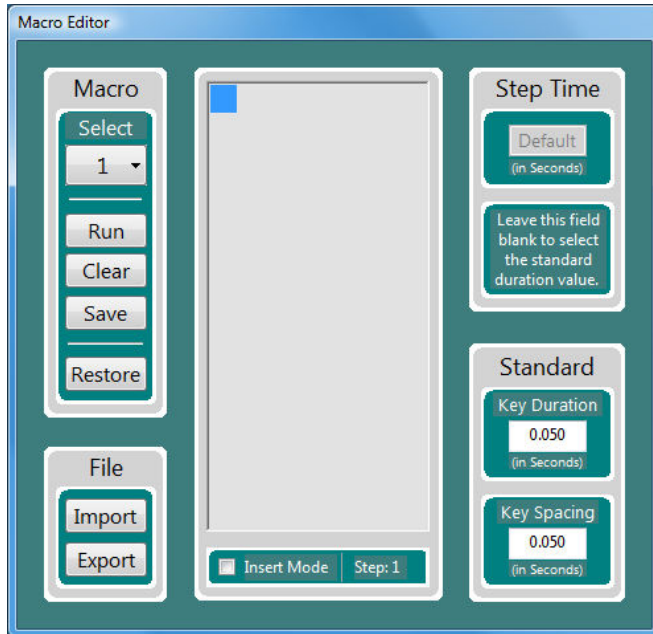 Macro Editor
Macro
Select
1
Run
Clear
Save
Restore
File
Import
Export
Insert Mode
Step: 1
Step Time
Default
(in Seconds)
Leave this field
blank to select
the standard
duration value.
Standard
Key Duration
0.050
(in Seconds)
Key Spacing
0.050
(in Seconds)